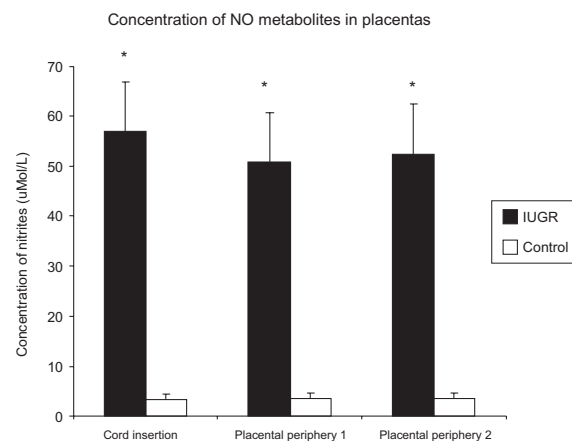 Concentration of NO metabolites in placentas
Concentration of nitrites (uMol/L)
70
60
50
40
30
20
10
0
*
*
*
Cord insertion
Placental periphery 1
Placental periphery 2
IUGR
Control